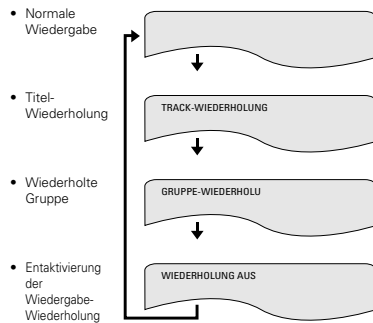 • Normale
Wiedergabe
• Titel-
Wiederholung
TRACK-WIEDERHOLUNG
• Wiederholte
Gruppe
GRUPPE-WIEDERHOLU
• Entaktivierung
der
Wiedergabe-
Wiederholung
WIEDERHOLUNG AUS